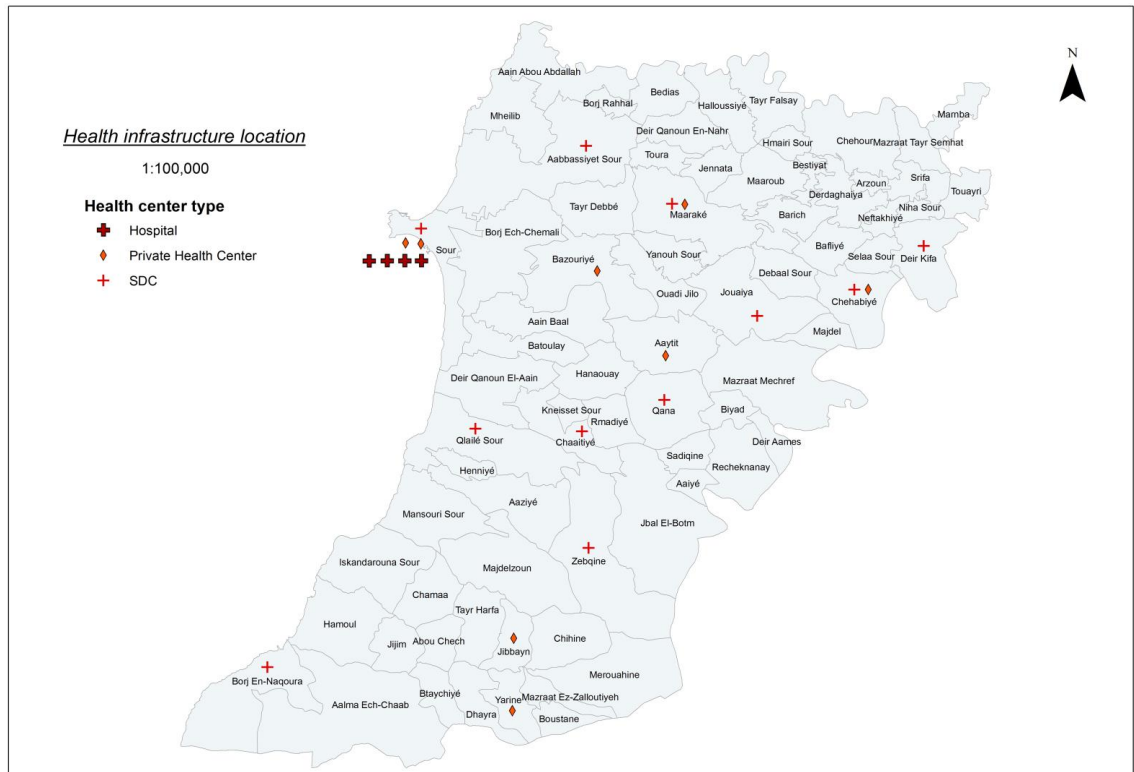 N
Health infrastructure location
1:100,000
Health center type
Hospital
Private Health Center
SDC
Aain Abou Abdallah
Mheilib
Borj Rahhal
Bedias
Halloussiyé
Tayr Falsay
Mamba
Deir Qanoun En-Nahr
Hmairi Sour
Chehour
Mazraat Tayr Semhat
Aabbassiyet Sour
Toura
Jennata
Bestiyat
Maaroub
Derdaghaiya
Arzoun
Srifa
Touayri
Tayr Debbé
Maaraké
Barich
Neftakhiyé
Niha Sour
Sour
Borj Ech-Chemali
Bazouriyé
Yanouh Sour
Bafliyé
Selaa Sour
Deir Kifa
Debaal Sour
Ouadi Jilo
Jouaiya
Chehabiyé
Aain Baal
Majdel
Batoulay
Aaytit
Deir Qanoun El-Aain
Hanaouay
Mazraat Mechref
Kneisset Sour
Rmadiyé
Qana
Biyad
Qlailé Sour
Chaaitiyé
Deir Aames
Sadiqine
Recheknanay
Henniyé
Aaiyé
Aaziyé
Mansouri Sour
Jbal El-Botm
Iskandarouna Sour
Majdelzoun
Zebqine
Chamaa
Tayr Harfa
Hamoul
Jijim
Abou Chech
Jibbayn
Chihine
Borj En-Naqoura
Merouahine
Aalma Ech-Chaab
Btaychiyé
Yarine
Mazraat Ez-Zalloutiyeh
Dhayra
Boustane